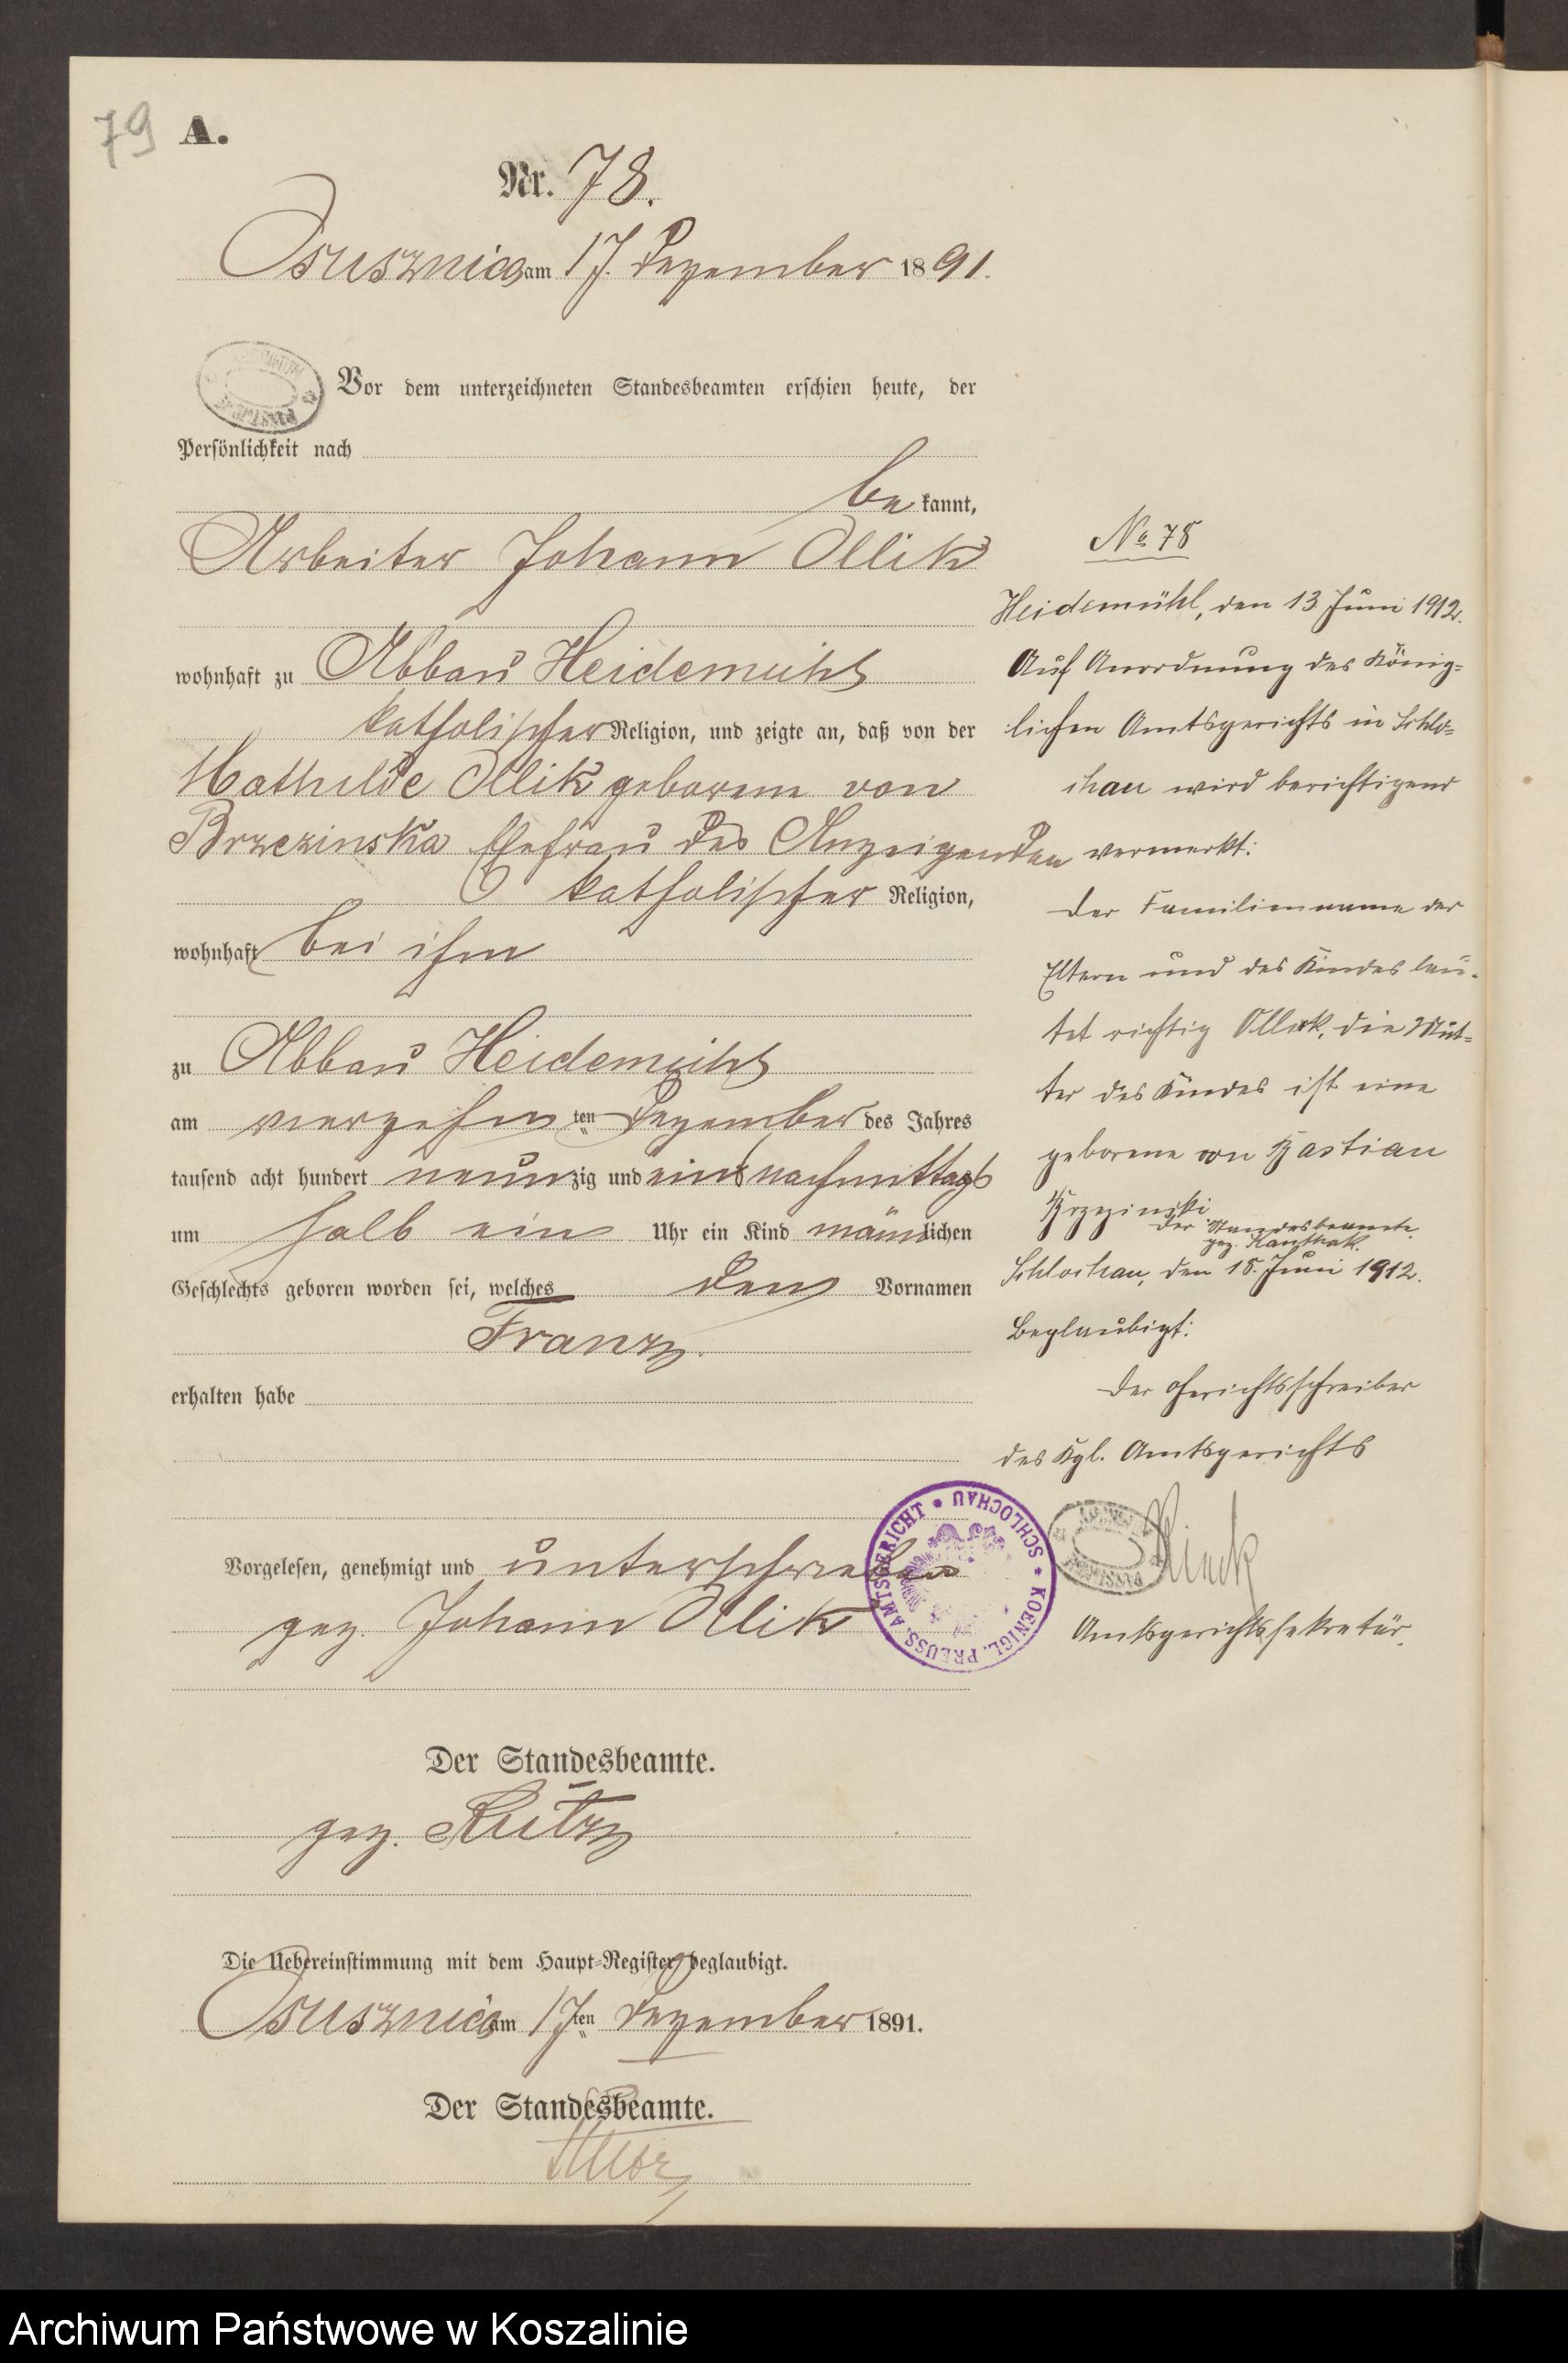 79 A.
Nr. 78.
Osusznica am 17. Dezember 1891.
Vor dem unterzeichneten Standesbeamten erschien heute, der
Persönlichkeit nach
bekannt,
Arbeiter Johann Ollik
wohnhaft zu Abbau Heidemühl
katholischer Religion, und zeigte an, daß von der
Mathilde Ollik geborene von
Brzezinska Ehefrau des Anzeigenden
katholischer Religion,
wohnhaft bei ihm
zu Abbau Heidemühl
am vierzehnten Dezember des Jahres
tausend acht hundert neunzig und eins nachmittags
um halb ein Uhr ein Kind männlichen
Geschlechts geboren worden sei, welches den Vornamen
Franz.
erhalten habe
Vorgelesen, genehmigt und unterschrieben
gez. Johann Ollik
Der Standesbeamte.
gez.
Die Uebereinstimmung mit dem Haupt-Register beglaubigt.
Osusznica am 17ten Dezember 1891.
Der Standesbeamte.
No 78
Heidemühl, den 13 Juni 1912.
Auf Anordnung des König-
lichen Amtsgerichts in Schlo-
chau wird berichtigend
vermerkt:
Der Familienname der
Eltern und des Kindes lau-
tet richtig die Mut-
ter des Kindes ist eine
geborene von Bastian
Brzezinski
Der Standesbeamte.
gez.
Schlochau, den 18. Juni 1912.
Beglaubigt:
Der Gerichtsschreiber
des Kgl. Amtsgerichts
KOENIGL. PREUSS. AMTSGERICHT * SCHLOCHAU *
Amtsgerichtssekretär.
Archiwum Państwowe w Koszalinie